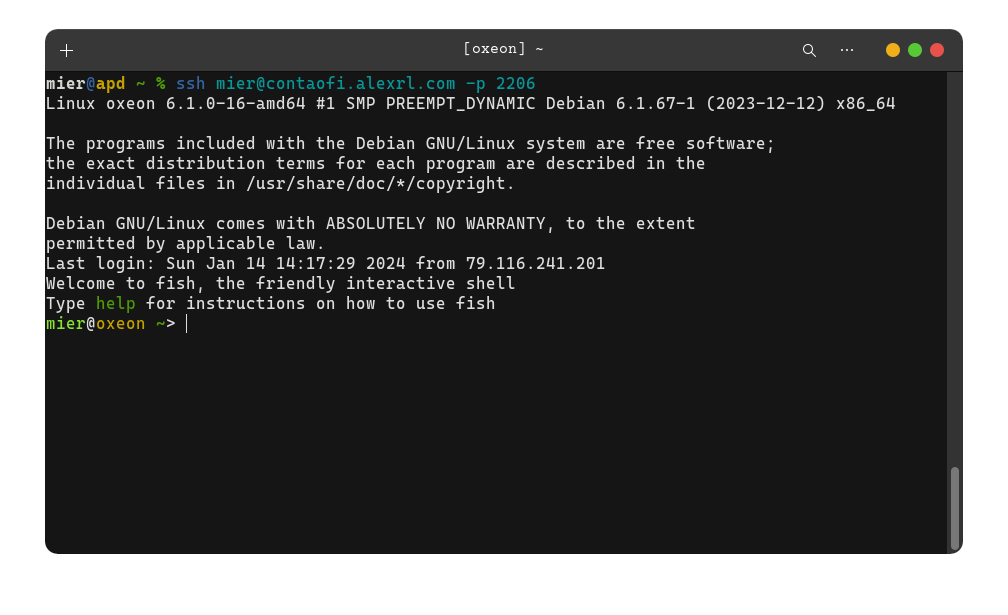 [oxeon] ~
mier@apd ~ % ssh mier@contaofi.alexrl.com -p 2206
Linux oxeon 6.1.0-16-amd64 #1 SMP PREEMPT_DYNAMIC Debian 6.1.67-1 (2023-12-12) x86_64
The programs included with the Debian GNU/Linux system are free software;
the exact distribution terms for each program are described in the
individual files in /usr/share/doc/*/copyright.
Debian GNU/Linux comes with ABSOLUTELY NO WARRANTY, to the extent
permitted by applicable law.
Last login: Sun Jan 14 14:17:29 2024 from 79.116.241.201
Welcome to fish, the friendly interactive shell
Type help for instructions on how to use fish
mier@oxeon ~>